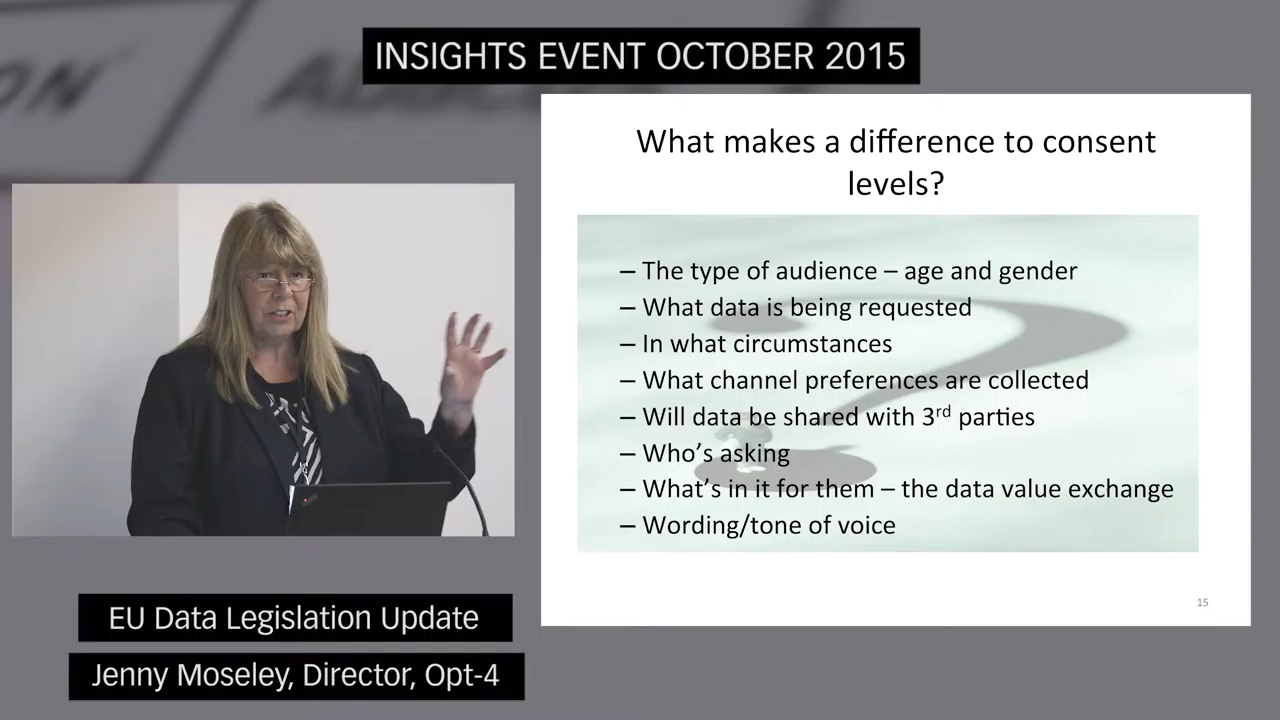 INSIGHTS EVENT OCTOBER 2015
What makes a difference to consent
levels?
– The type of audience – age and gender
– What data is being requested
– In what circumstances
– What channel preferences are collected
– Will data be shared with 3rd parties
– Who's asking
– What's in it for them – the data value exchange
– Wording/tone of voice
15
EU Data Legislation Update
Jenny Moseley, Director, Opt-4